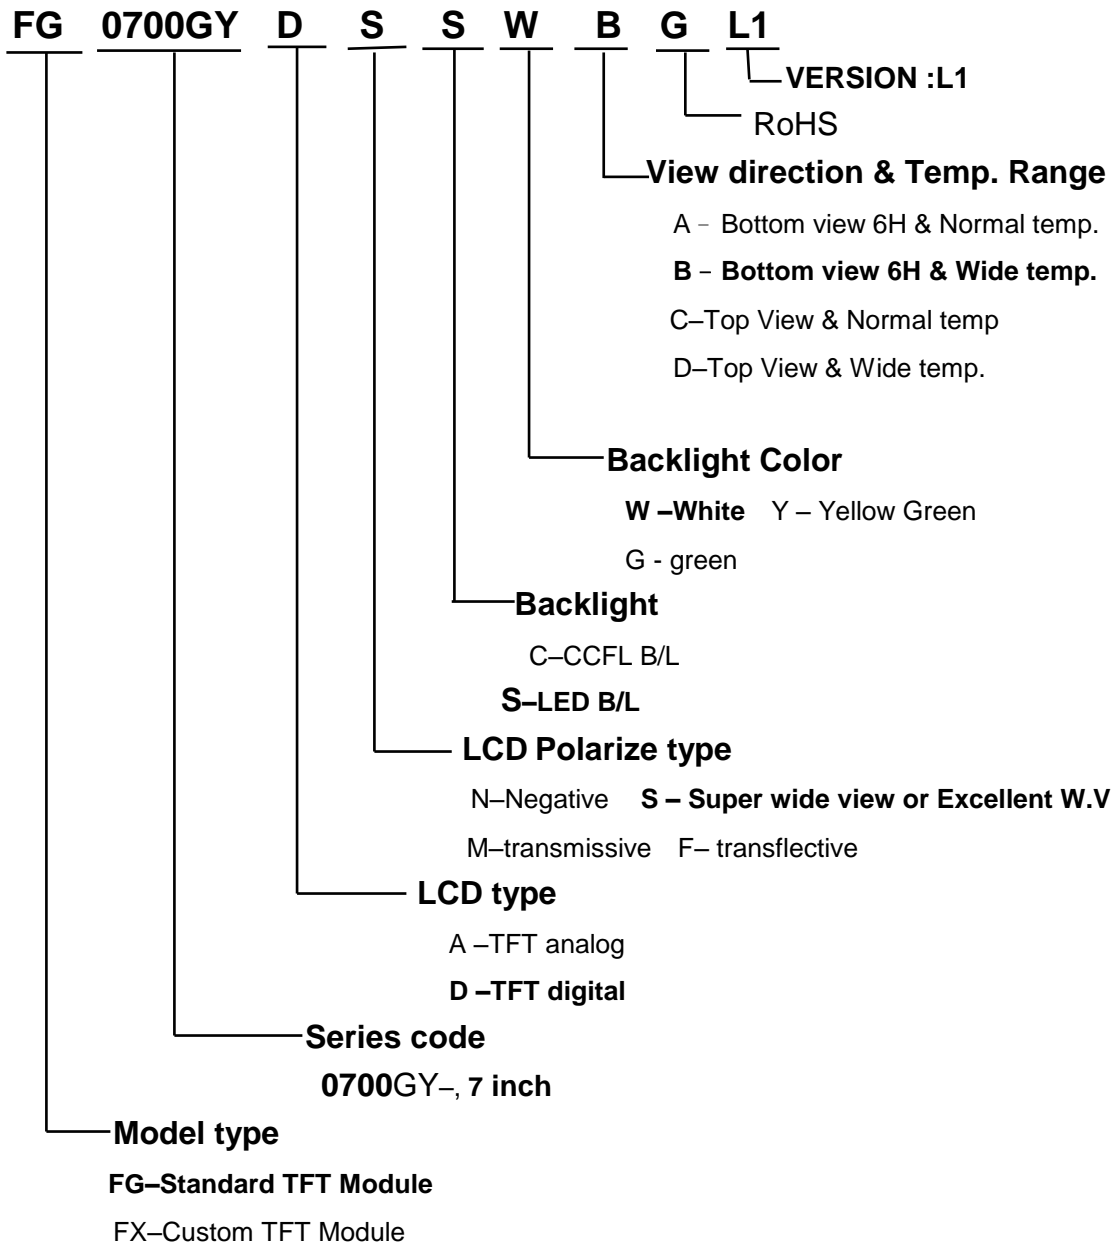 FG 0700GY D S S W B G L1
VERSION :L1
RoHS
View direction & Temp. Range
A - Bottom view 6H & Normal temp.
B – Bottom view 6H & Wide temp.
C–Top View & Normal temp
D–Top View & Wide temp.
Backlight Color
W –White Y – Yellow Green
G - green
Backlight
C–CCFL B/L
S–LED B/L
LCD Polarize type
N–Negative S – Super wide view or Excellent W.V
M–transmissive F– transflective
LCD type
A –TFT analog
D –TFT digital
Series code
0700GY–, 7 inch
Model type
FG–Standard TFT Module
FX–Custom TFT Module